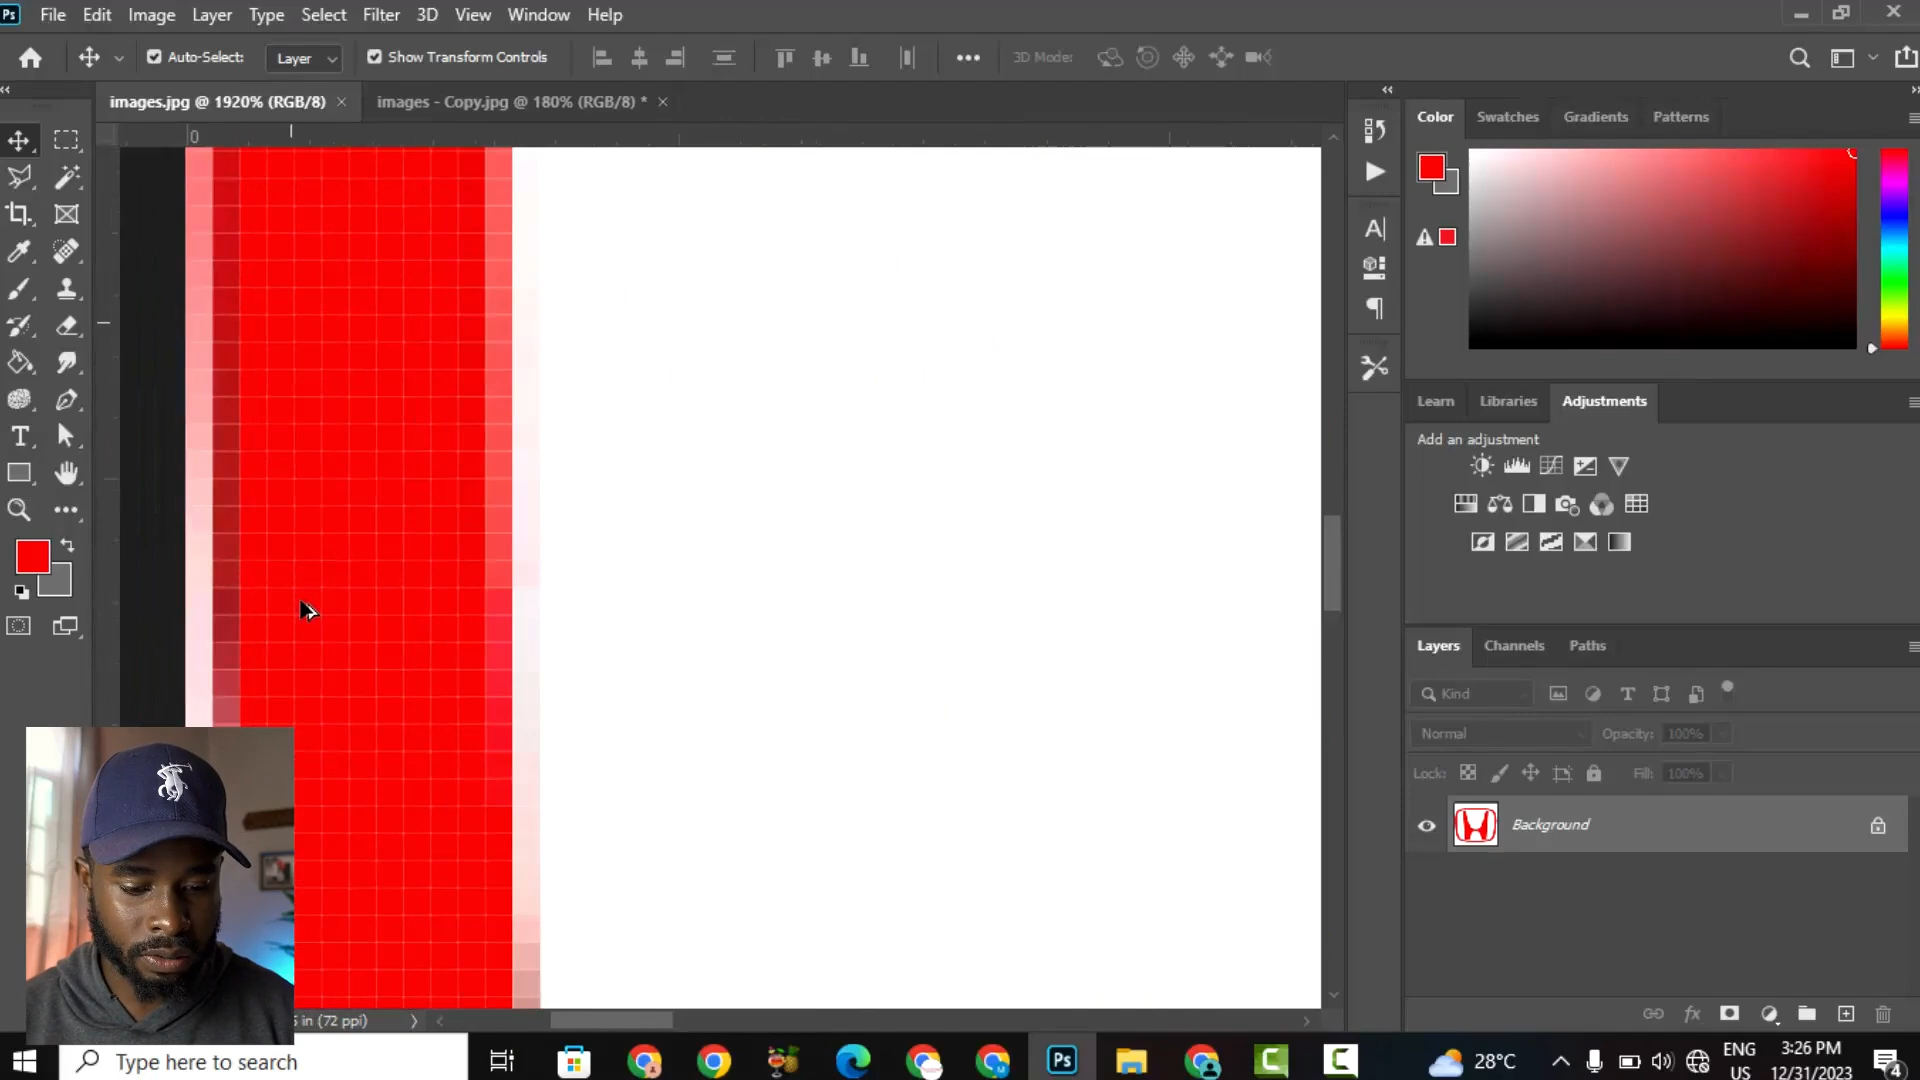 Ps File Edit Image Layer Type Select Filter 3D View Window Help
Auto-Select: Layer Show Transform Controls 3D Mode:
images.jpg @ 1920% (RGB/8) × images - Copy.jpg @ 180% (RGB/8) * ×
0
Color Swatches Gradients Patterns
Learn Libraries Adjustments
Add an adjustment
Layers Channels Paths
Kind
Normal Opacity: 100%
Lock: Fill: 100%
Background
in (72 ppi)
Type here to search
28°C
ENG
US
3:26 PM
12/31/2023
4